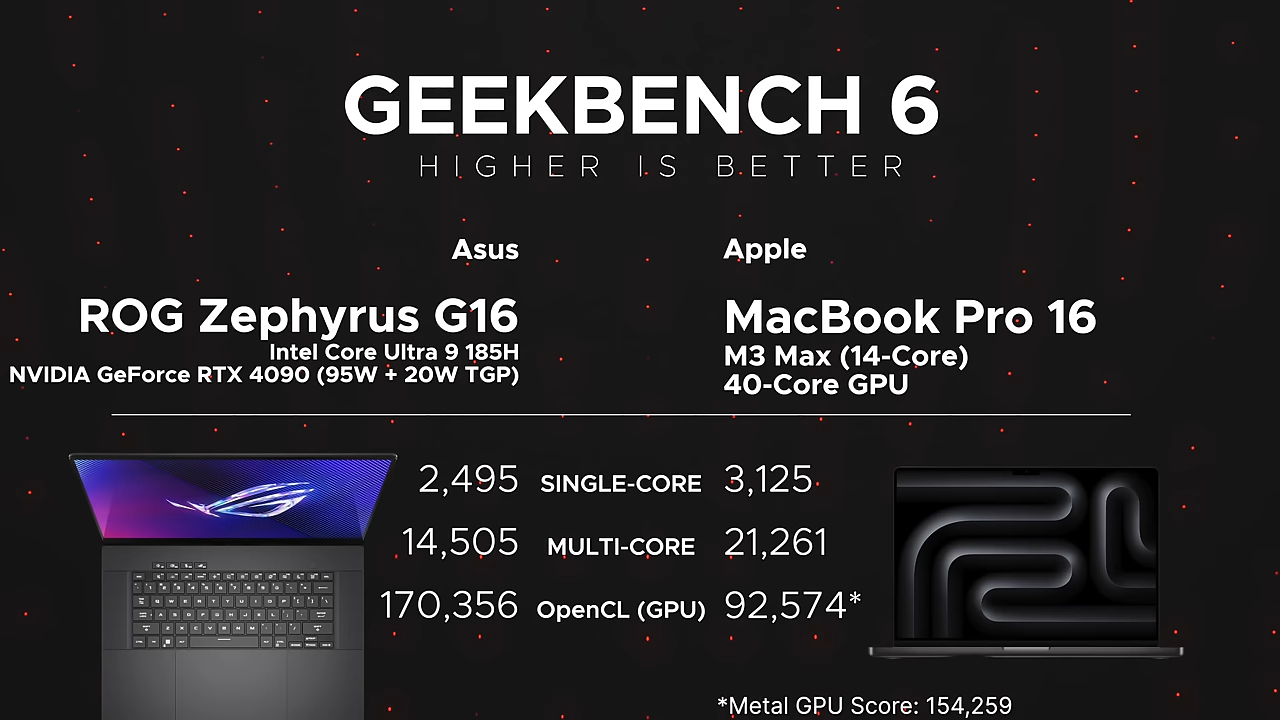 GEEKBENCH 6
HIGHER IS BETTER
Asus
ROG Zephyrus G16
Intel Core Ultra 9 185H
NVIDIA GeForce RTX 4090 (95W + 20W TGP)
Apple
MacBook Pro 16
M3 Max (14-Core)
40-Core GPU
2,495 SINGLE-CORE 3,125
14,505 MULTI-CORE 21,261
170,356 OpenCL (GPU) 92,574*
*Metal GPU Score: 154,259